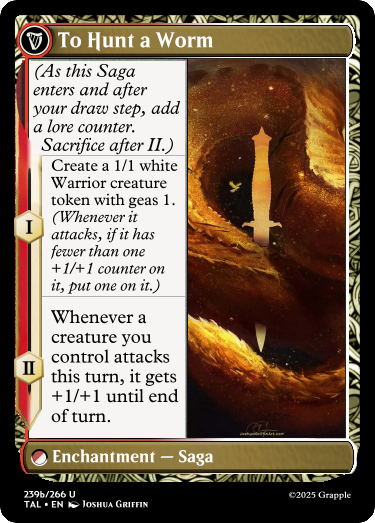 To Hunt a Worm
(As this Saga
enters and after
your draw step, add
a lore counter.
Sacrifice after II.)
I
Create a 1/1 white
Warrior creature
token with geas 1.
(Whenever it
attacks, if it has
fewer than one
+1/+1 counter on
it, put one on it.)
II
Whenever a
creature you
control attacks
this turn, it gets
+1/+1 until end
of turn.
Enchantment — Saga
239b/266 U
TAL • EN Joshua Griffin
©2025 Grapple